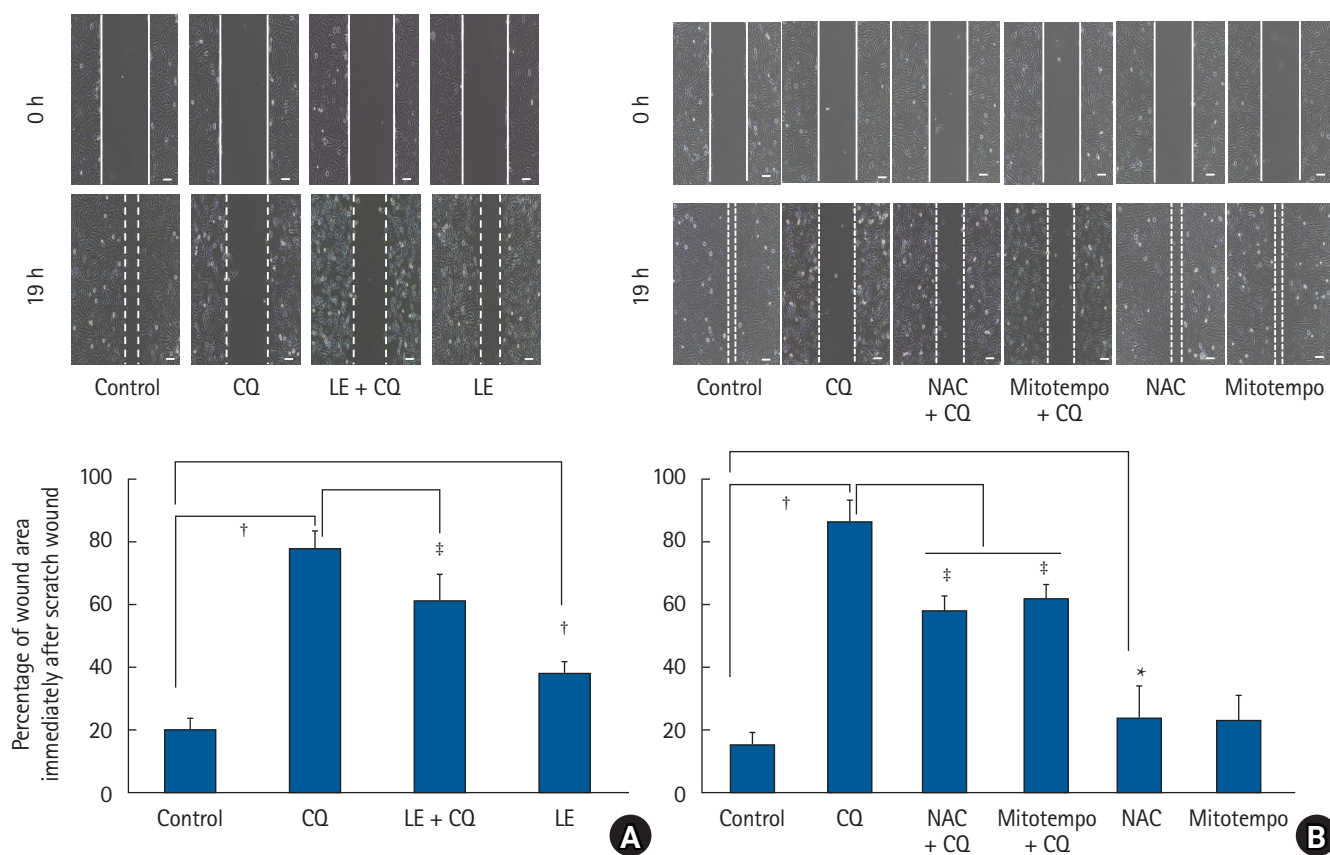 0 h
19 h
Control CQ LE + CQ LE
Percentage of wound area
immediately after scratch wound
100
80
60
40
20
0
†
‡
†
Control CQ LE + CQ LE
A
0 h
19 h
Control CQ NAC Mitotempo NAC Mitotempo
+ CQ + CQ
100
80
60
40
20
0
†
‡
‡
*
Control CQ NAC Mitotempo NAC Mitotempo
+ CQ + CQ
B